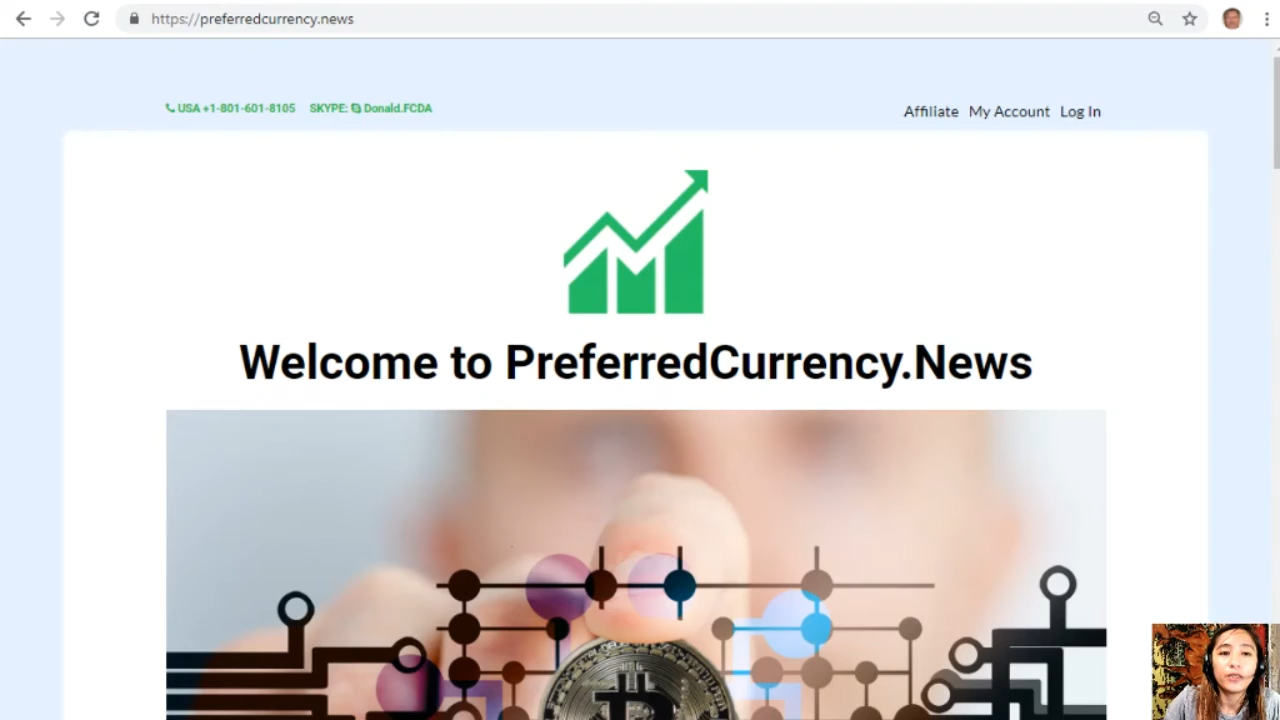 https://preferredcurrency.news
USA +1-801-601-8105 SKYPE: Donald.FCDA
Affiliate My Account Log In
Welcome to PreferredCurrency.News